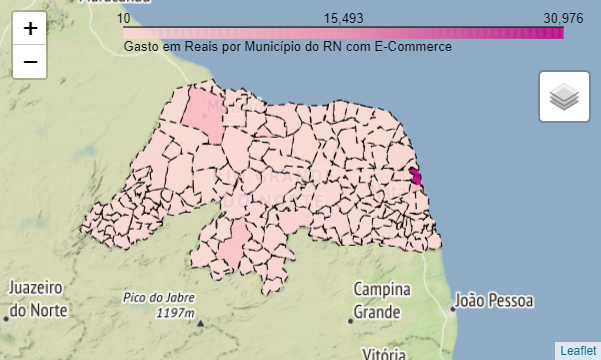 Maracanaú
+
−
10 15,493 30,976
Gasto em Reais por Município do RN com E-Commerce
Juazeiro
do Norte
Pico do Jabre
1197m
Campina
Grande
João Pessoa
Vitória
Leaflet